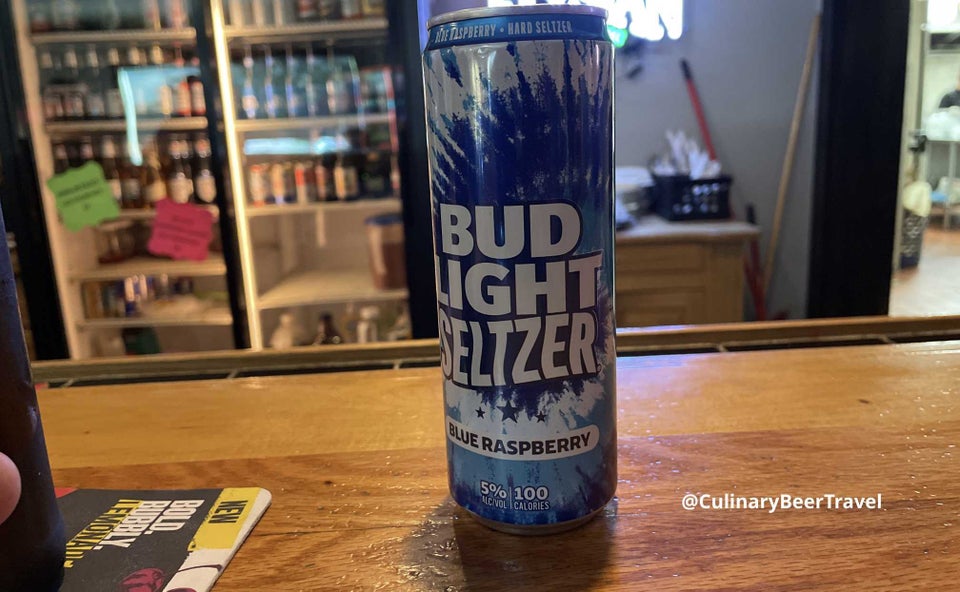 BLUE RASPBERRY • HARD SELTZER
BUD
LIGHT
SELTZER
BLUE RASPBERRY
5% 100
ALC/VOL CALORIES
@CulinaryBeerTravel
NEW
BOLD.
BUBBLY.